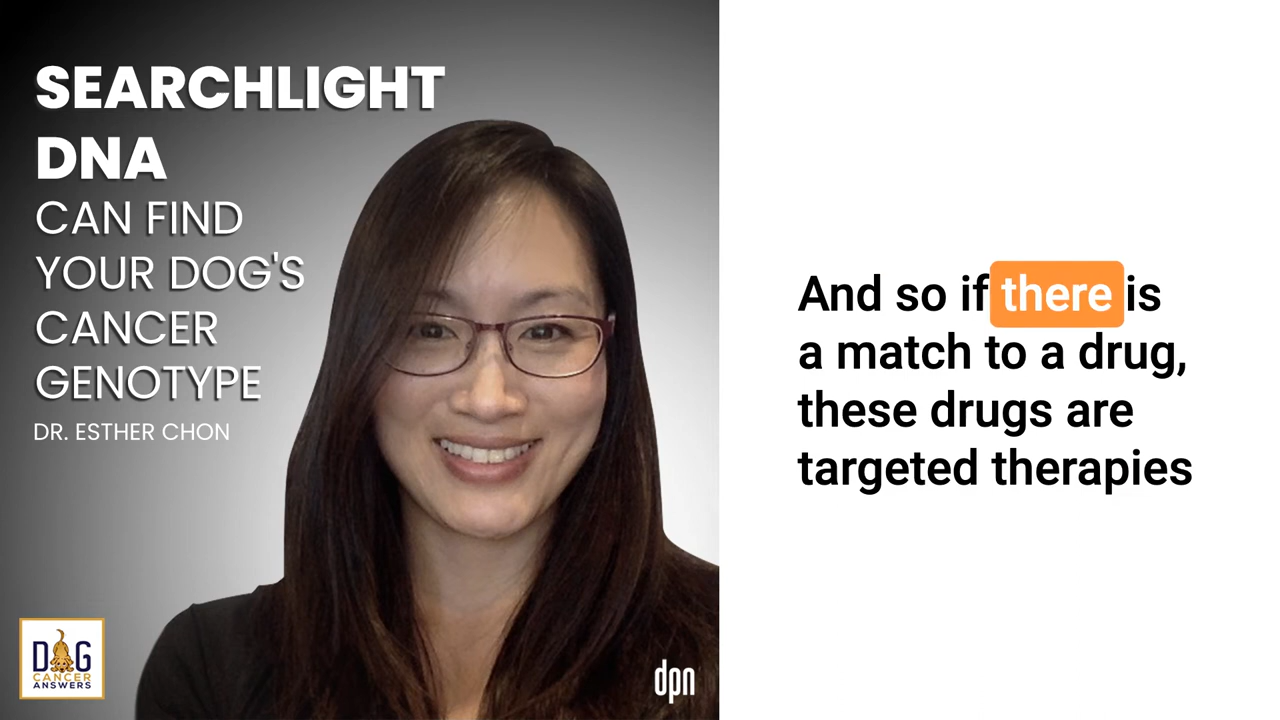 SEARCHLIGHT
DNA
CAN FIND
YOUR DOG'S
CANCER
GENOTYPE
DR. ESTHER CHON
DOG
CANCER
ANSWERS
dpn
And so if there is
a match to a drug,
these drugs are
targeted therapies